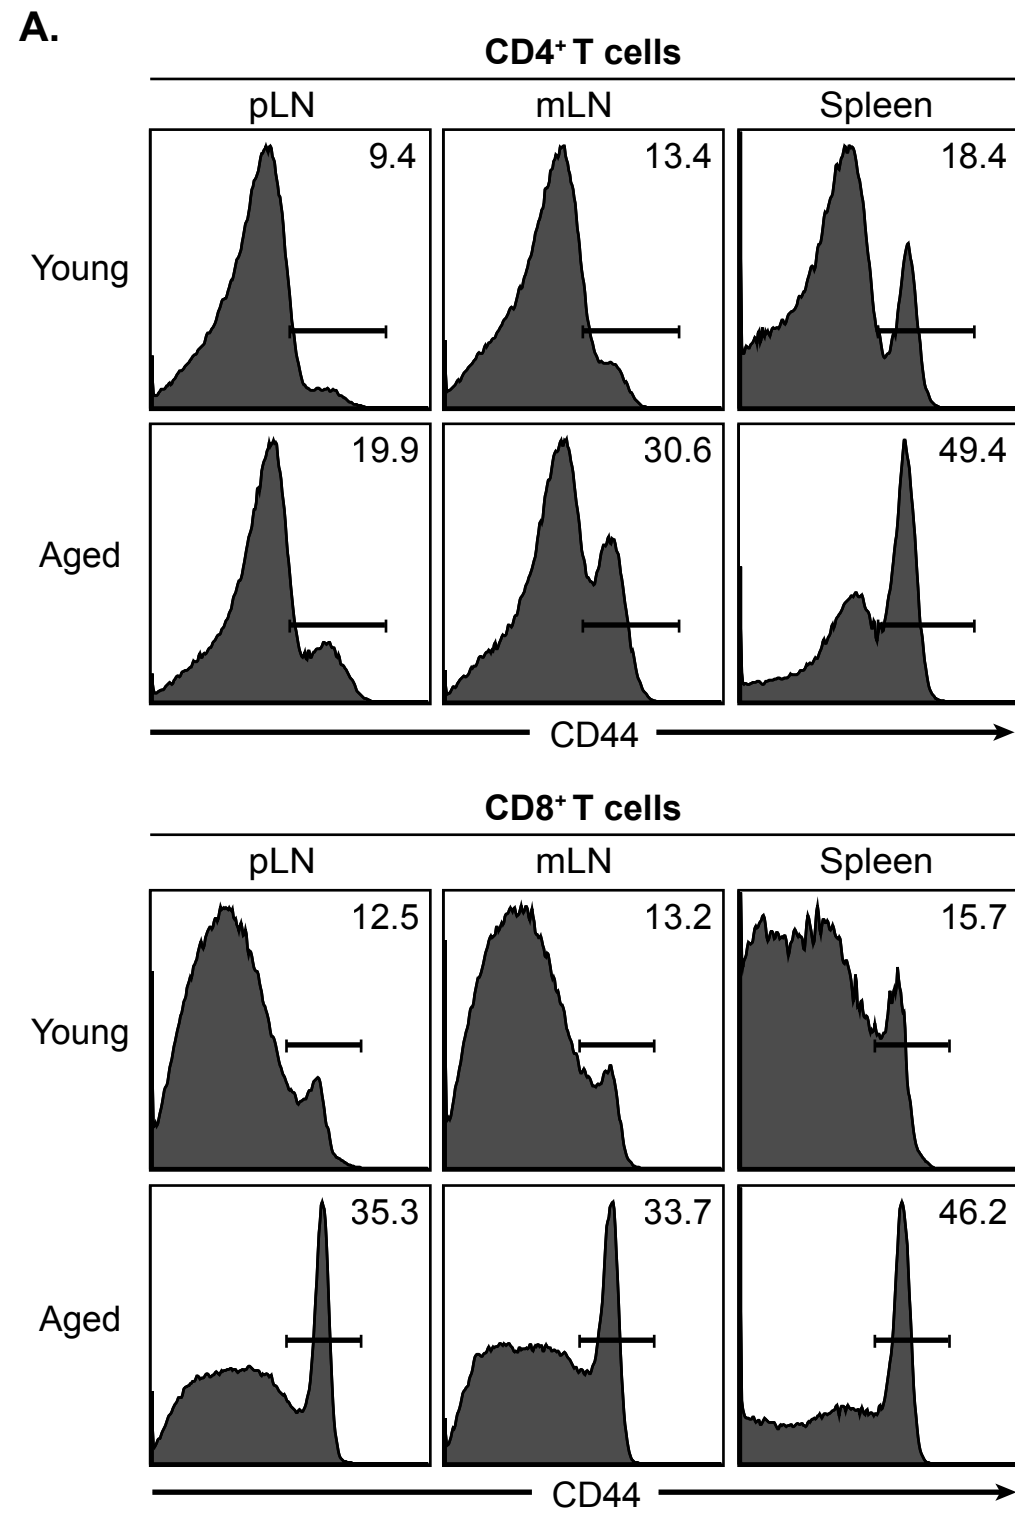 A.
CD4+ T cells
pLN mLN Spleen
Young 9.4 13.4 18.4
Aged 19.9 30.6 49.4
CD44
CD8+ T cells
pLN mLN Spleen
Young 12.5 13.2 15.7
Aged 35.3 33.7 46.2
CD44